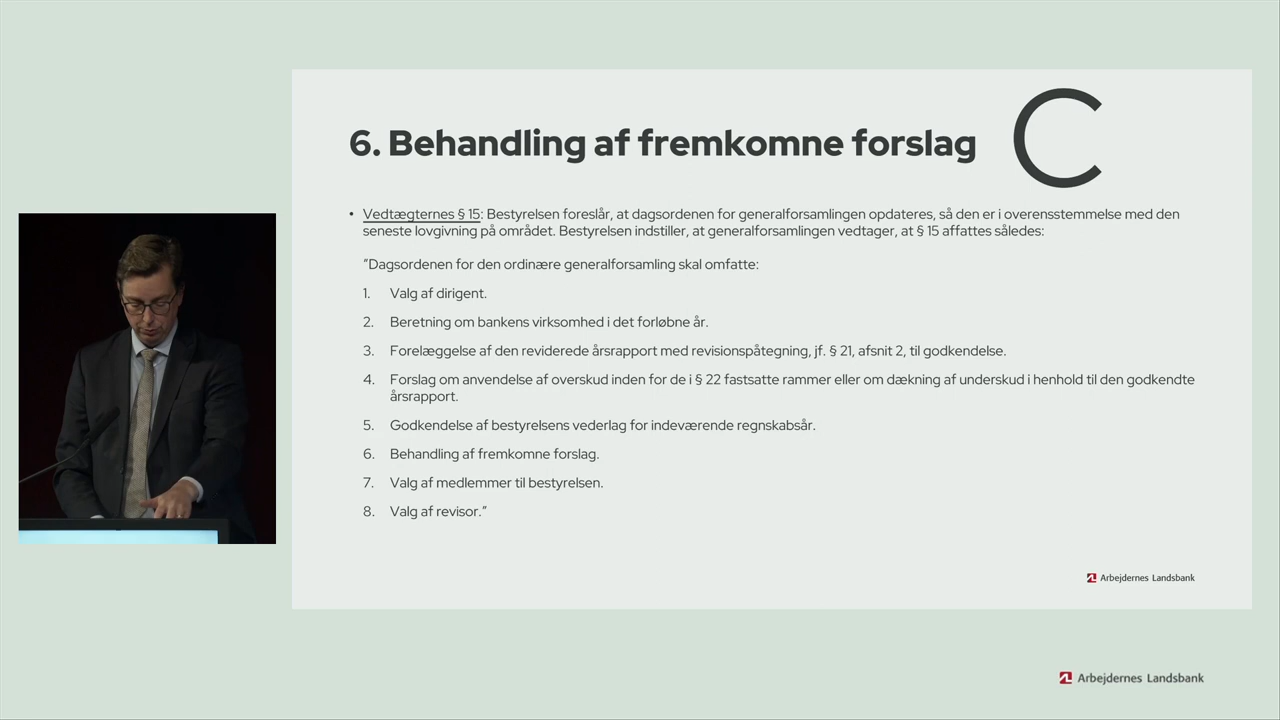 6. Behandling af fremkomne forslag
C
• Vedtægternes § 15: Bestyrelsen foreslår, at dagsordenen for generalforsamlingen opdateres, så den er i overensstemmelse med den
seneste lovgivning på området. Bestyrelsen indstiller, at generalforsamlingen vedtager, at § 15 affattes således:
”Dagsordenen for den ordinære generalforsamling skal omfatte:
1. Valg af dirigent.
2. Beretning om bankens virksomhed i det forløbne år.
3. Forelæggelse af den reviderede årsrapport med revisionspåtegning, jf. § 21, afsnit 2, til godkendelse.
4. Forslag om anvendelse af overskud inden for de i § 22 fastsatte rammer eller om dækning af underskud i henhold til den godkendte
årsrapport.
5. Godkendelse af bestyrelsens vederlag for indeværende regnskabsår.
6. Behandling af fremkomne forslag.
7. Valg af medlemmer til bestyrelsen.
8. Valg af revisor.”
Arbejdernes Landsbank
Arbejdernes Landsbank